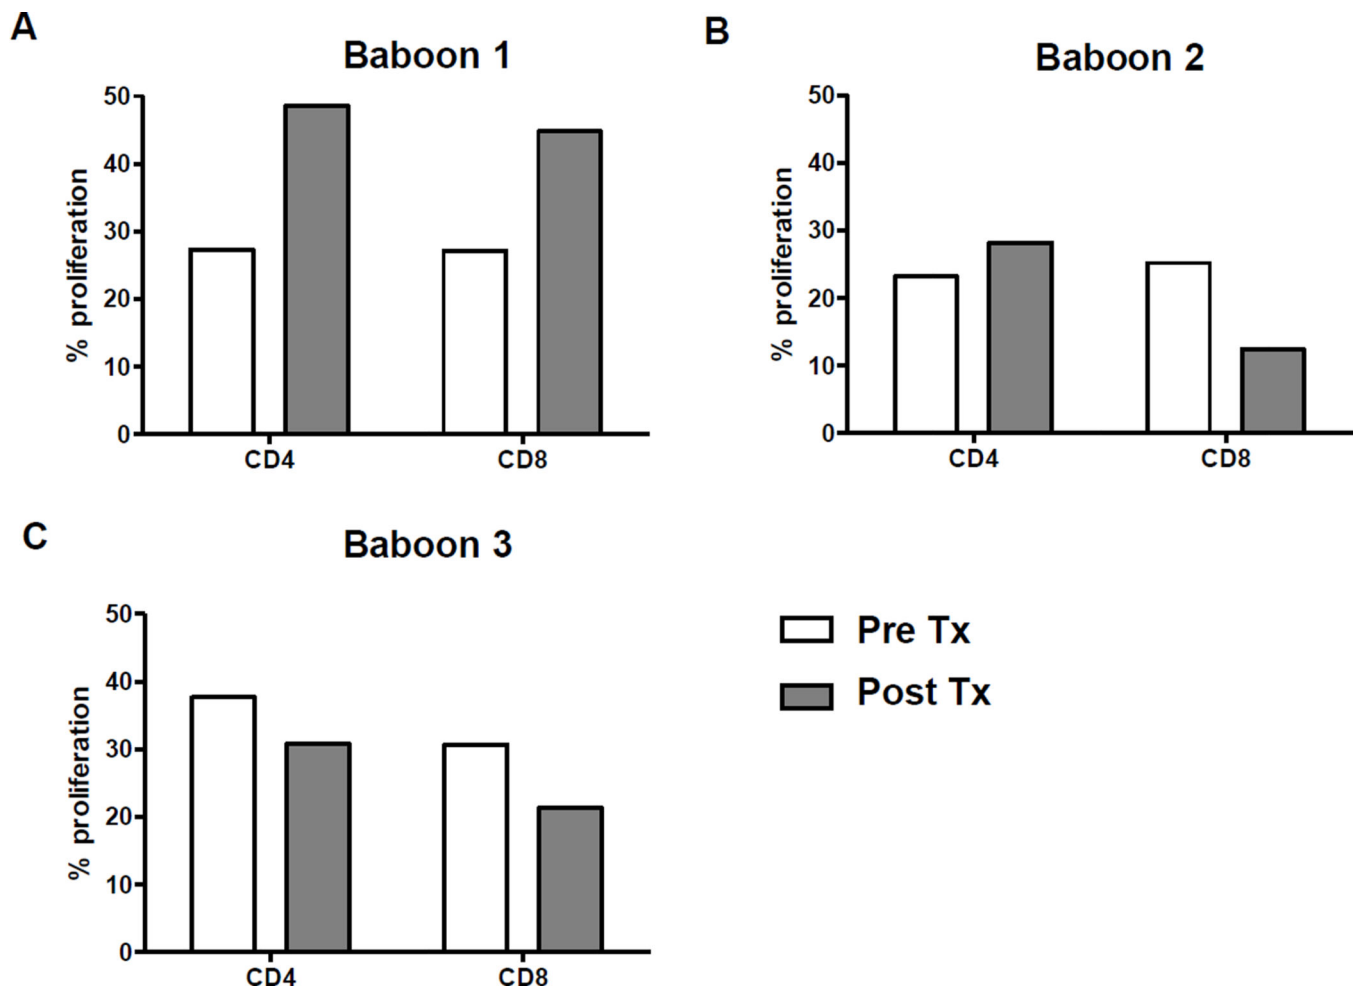 A
Baboon 1
% proliferation
50
40
30
20
10
0
CD4
CD8
B
Baboon 2
% proliferation
50
40
30
20
10
0
CD4
CD8
C
Baboon 3
% proliferation
50
40
30
20
10
0
CD4
CD8
Pre Tx
Post Tx